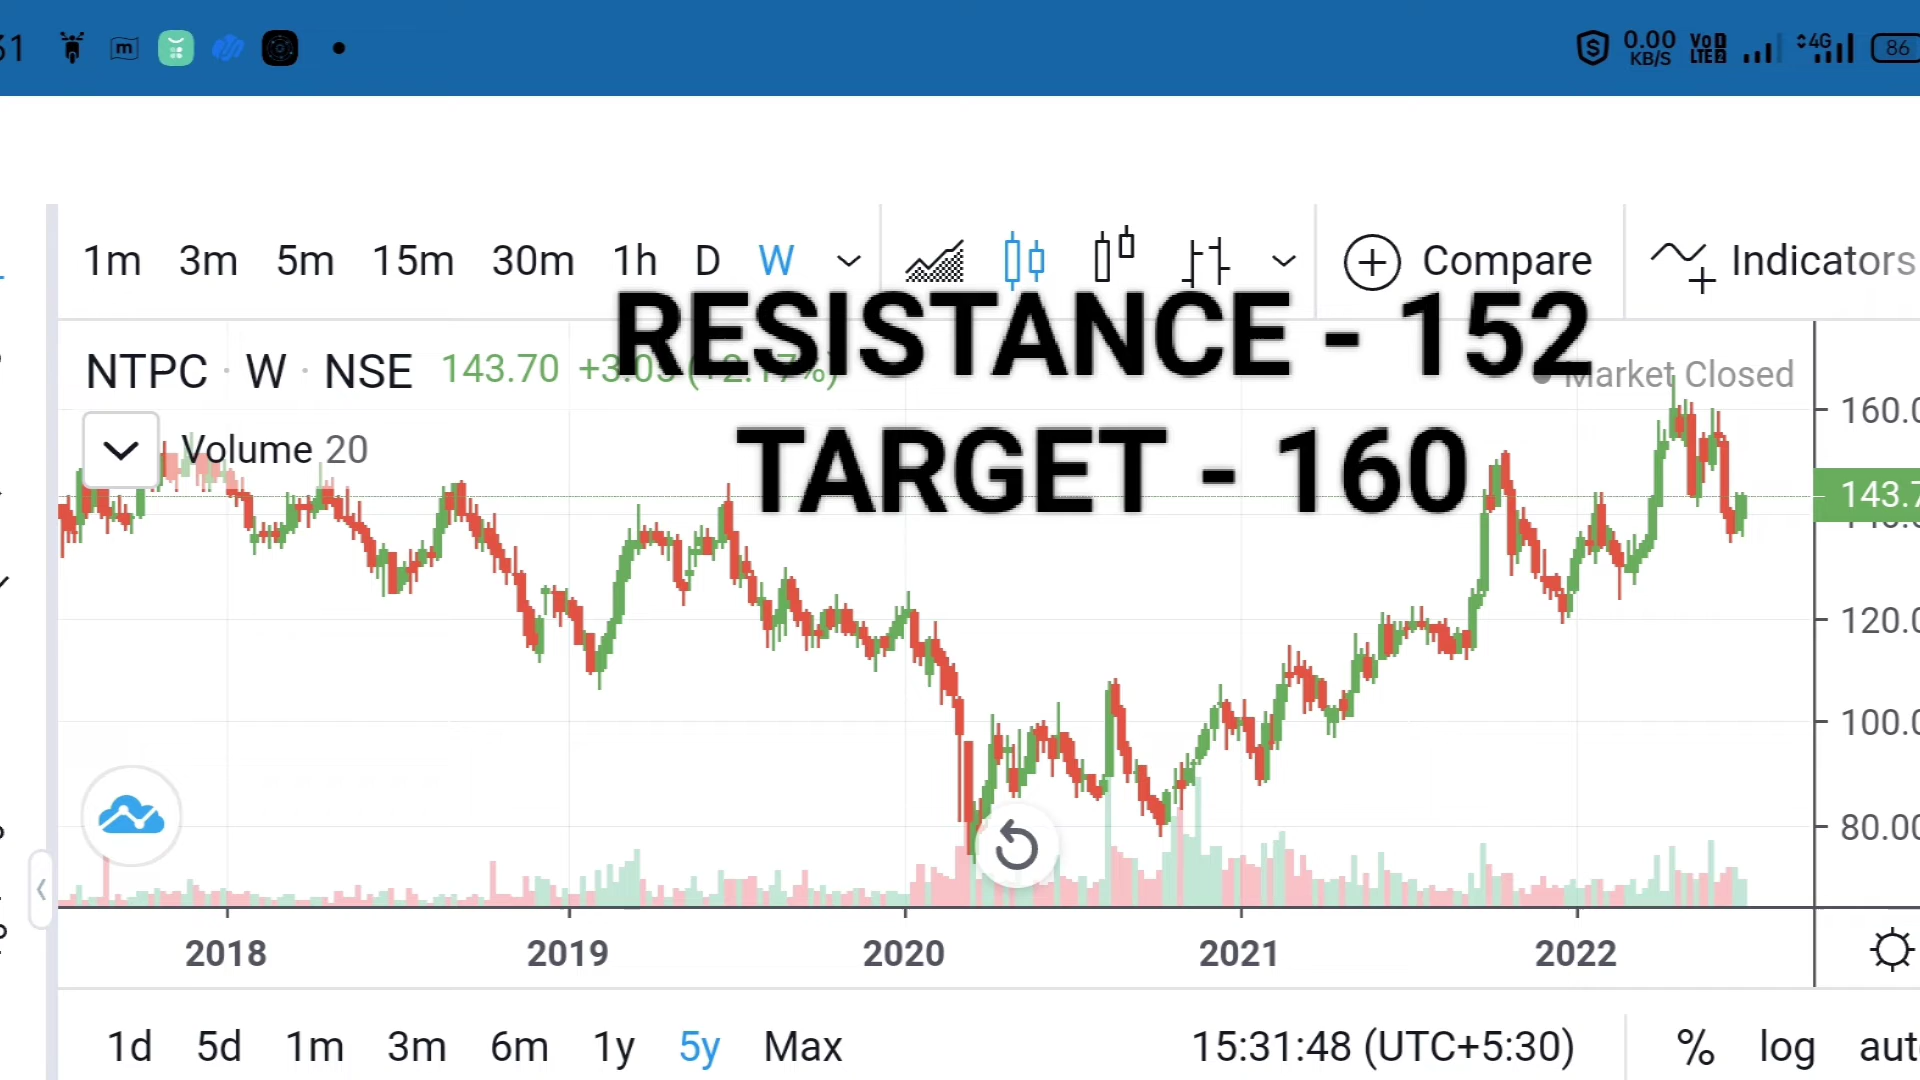 0.00
KB/S
Vo
LTE 2
4G
86
1m 3m 5m 15m 30m 1h D W Compare Indicators
RESISTANCE - 152
NTPC · W · NSE 143.70
Market Closed
Volume 20
TARGET - 160
160.0
143.7
120.0
100.0
80.00
2018 2019 2020 2021 2022
1d 5d 1m 3m 6m 1y 5y Max 15:31:48 (UTC+5:30) % log aut